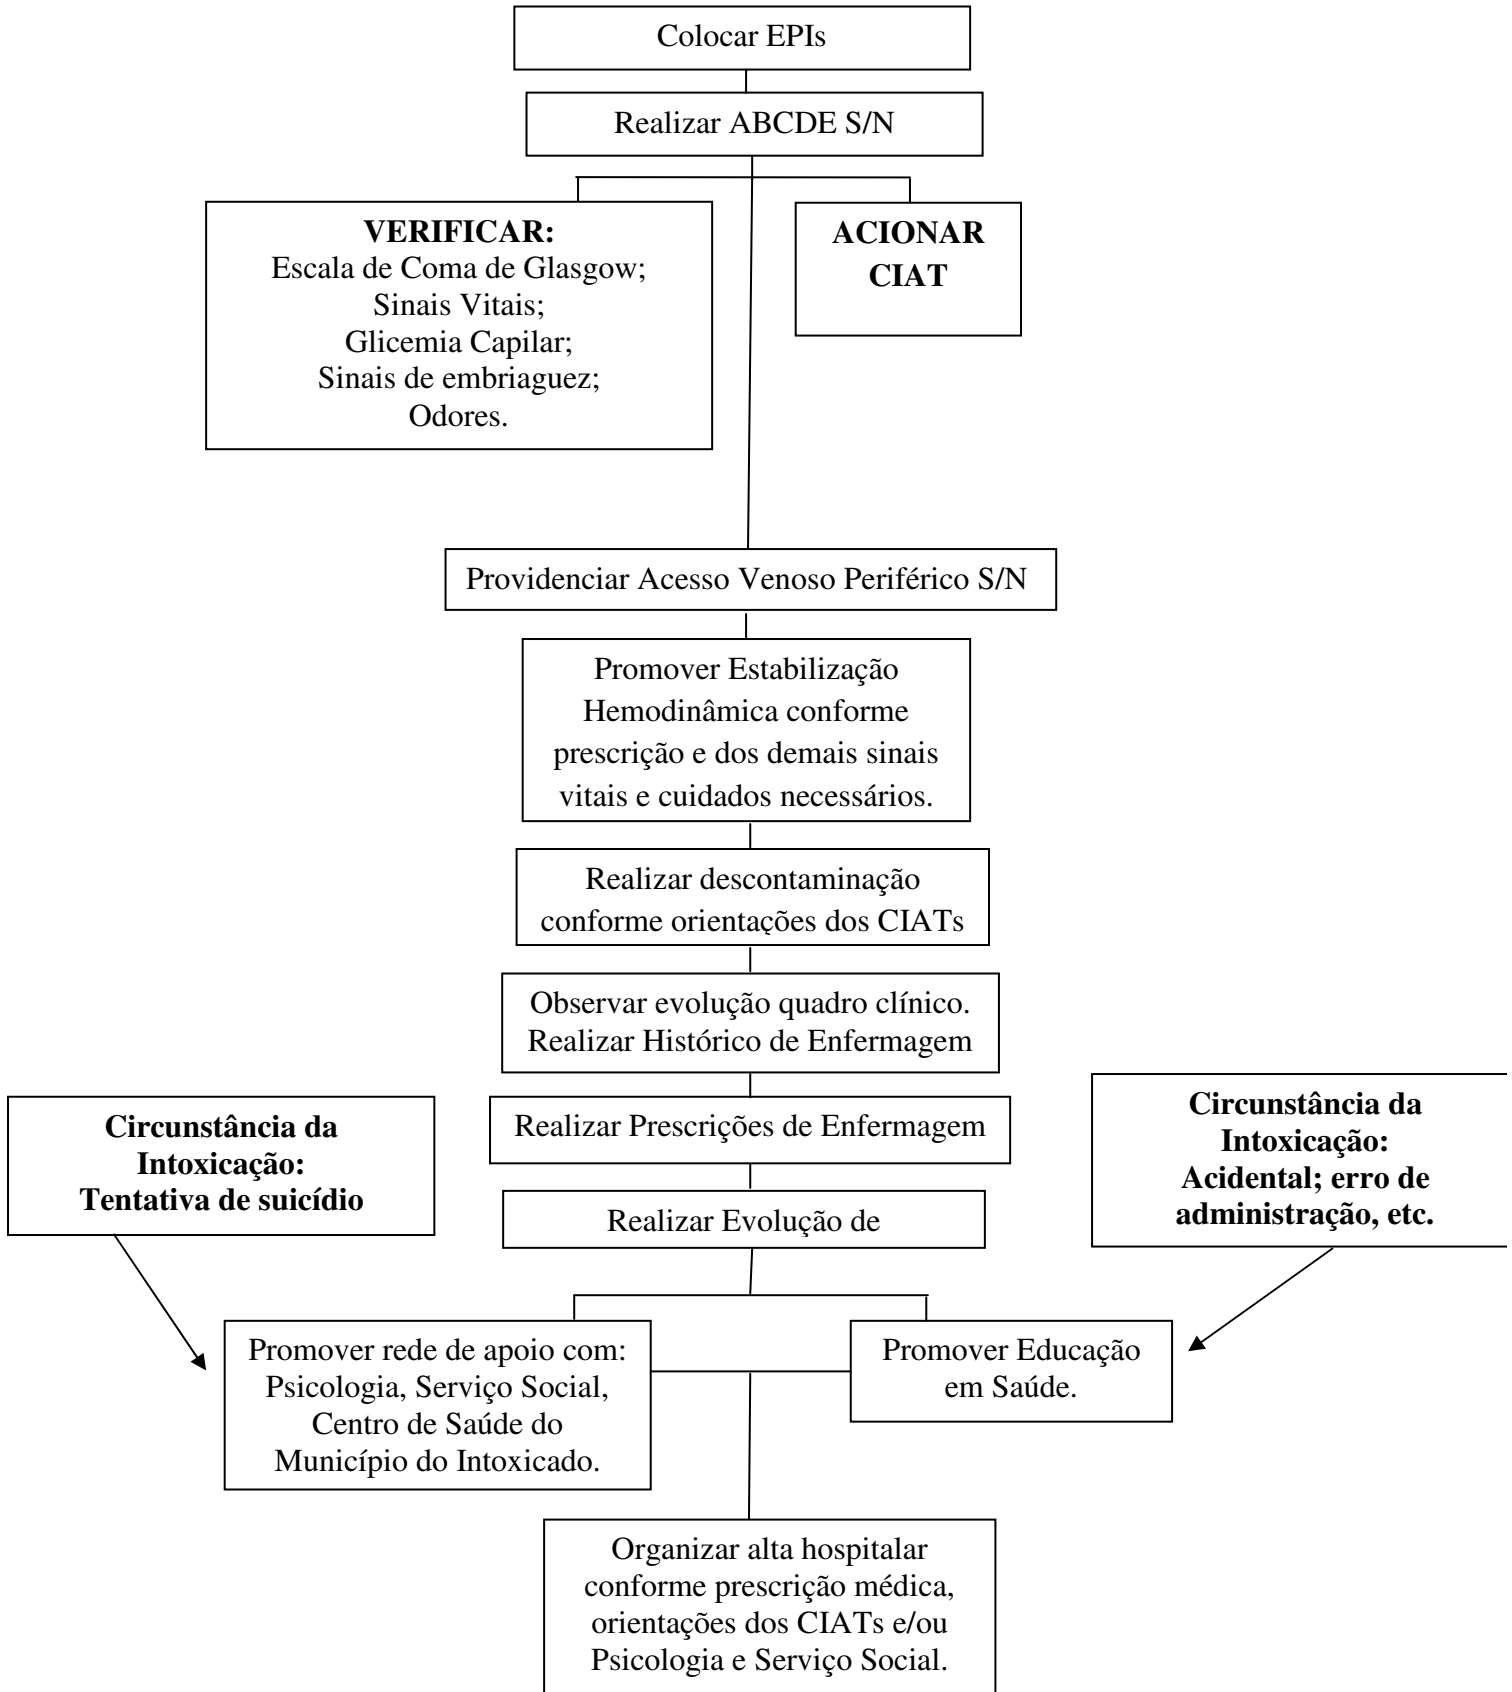 Colocar EPIs
Realizar ABCDE S/N
VERIFICAR:
Escala de Coma de Glasgow;
Sinais Vitais;
Glicemia Capilar;
Sinais de embriaguez;
Odores.
ACIONAR
CIAT
Providenciar Acesso Venoso Periférico S/N
Promover Estabilização
Hemodinâmica conforme
prescrição e dos demais sinais
vitais e cuidados necessários.
Realizar descontaminação
conforme orientações dos CIATs
Observar evolução quadro clínico.
Realizar Histórico de Enfermagem
Circunstância da
Intoxicação:
Tentativa de suicídio
Realizar Prescrições de Enfermagem
Circunstância da
Intoxicação:
Acidental; erro de
administração, etc.
Realizar Evolução de
Promover rede de apoio com:
Psicologia, Serviço Social,
Centro de Saúde do
Município do Intoxicado.
Promover Educação
em Saúde.
Organizar alta hospitalar
conforme prescrição médica,
orientações dos CIATs e/ou
Psicologia e Serviço Social.